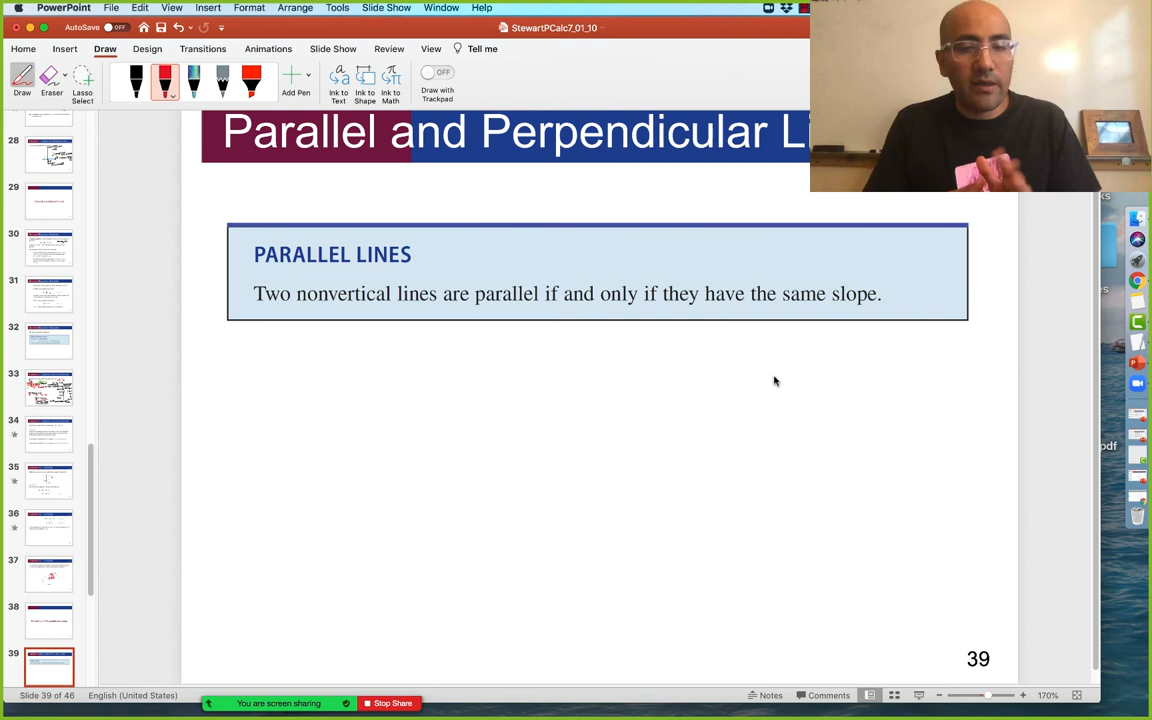 PowerPoint File Edit View Insert Format Arrange Tools Slide Show Window Help
AutoSave OFF StewartPCalc7_01_10
Home Insert Draw Design Transitions Animations Slide Show Review View Tell me
Draw Eraser Lasso Select Add Pen Ink to Text Ink to Shape Ink to Math OFF Draw with Trackpad
Parallel and Perpendicular L
PARALLEL LINES
Two nonvertical lines are parallel if and only if they have the same slope.
28
29
30
31
32
33
34
35
36
37
38
39
39
pdf
Slide 39 of 46 English (United States) Notes Comments 170%
You are screen sharing Stop Share